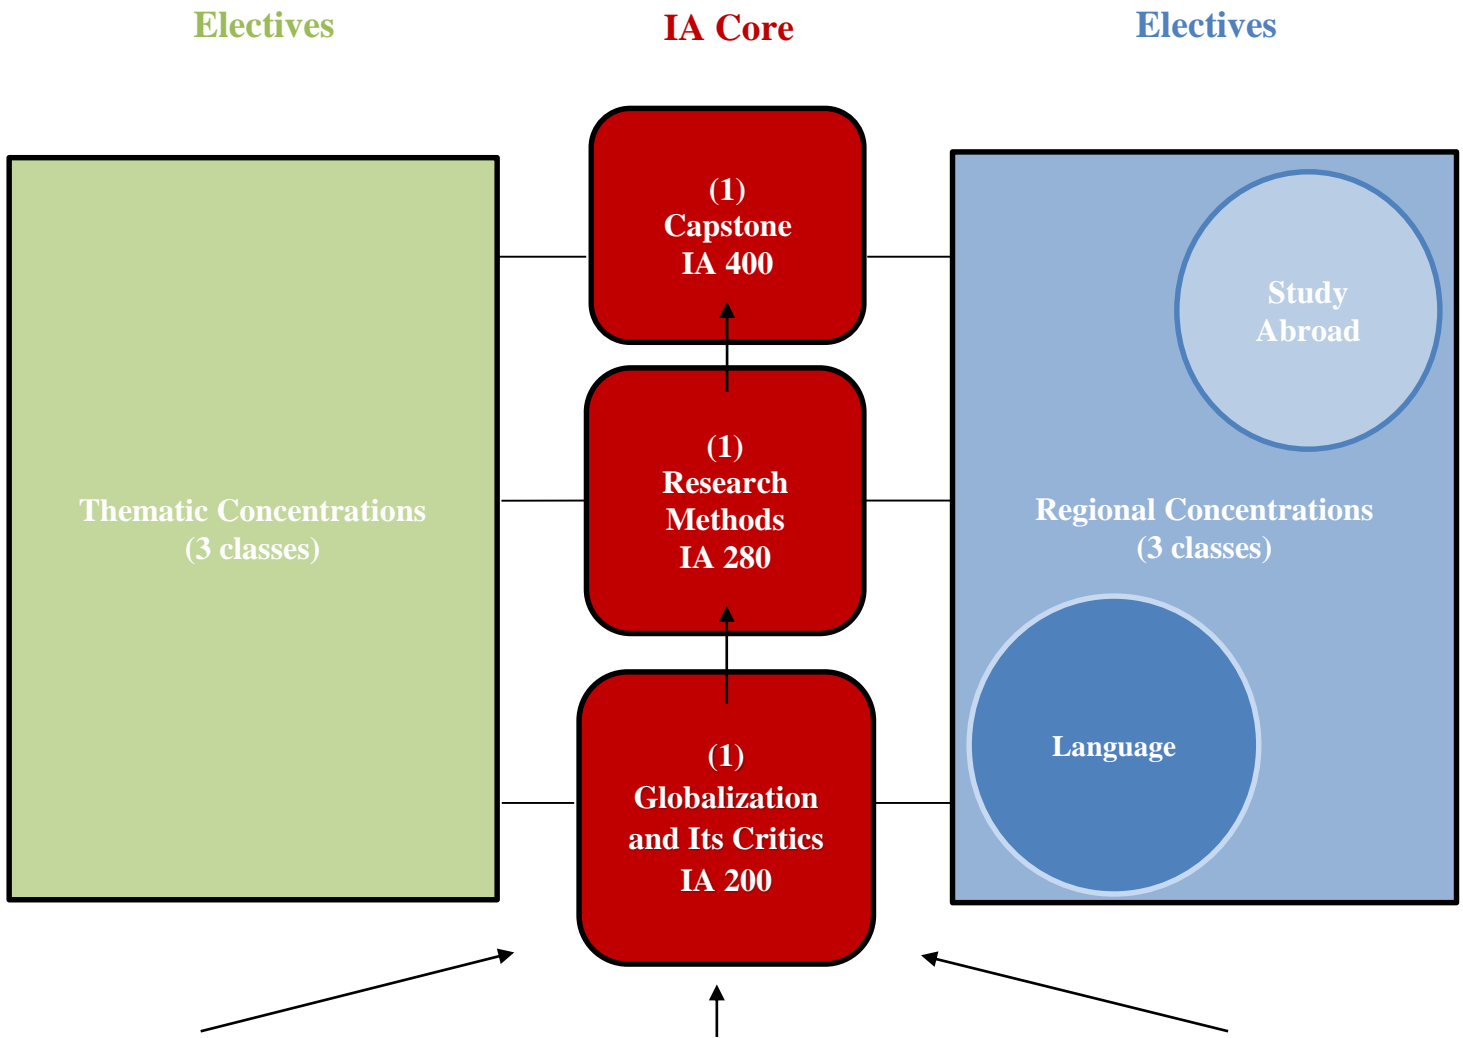 Electives
IA Core
Electives
(1)
Capstone
IA 400
Study
Abroad
(1)
Research
Methods
IA 280
Thematic Concentrations
(3 classes)
Regional Concentrations
(3 classes)
(1)
Globalization
and Its Critics
IA 200
Language